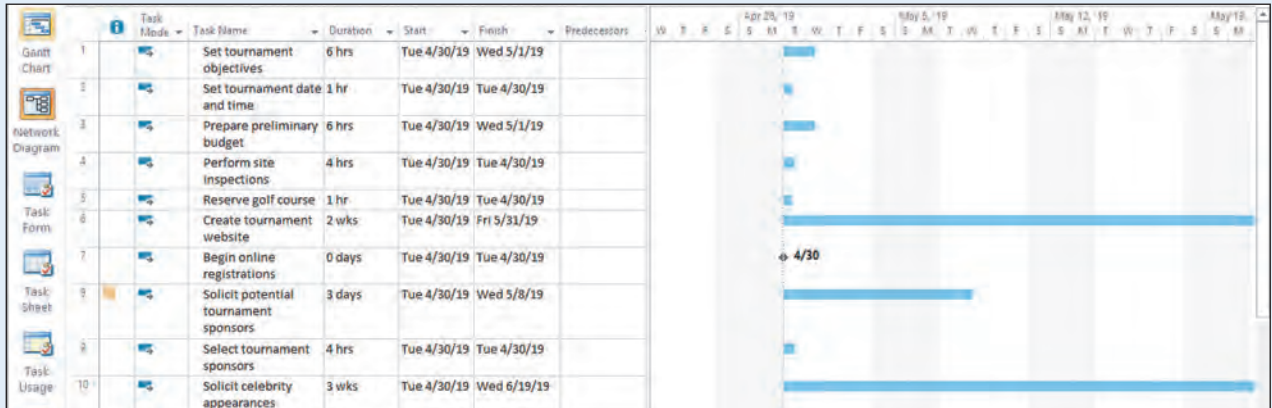 Task
Mode Task Name Duration Start Finish Predecessors
Apr 28, '19 May 5, '19 May 12, '19 May 19,
W T F S S M T W T F S S M T W T F S S M T W T F S S M
Gantt
Chart
Network
Diagram
Task
Form
Task
Sheet
Task
Usage
1 Set tournament 6 hrs Tue 4/30/19 Wed 5/1/19
objectives
2 Set tournament date 1 hr Tue 4/30/19 Tue 4/30/19
and time
3 Prepare preliminary 6 hrs Tue 4/30/19 Wed 5/1/19
budget
4 Perform site 4 hrs Tue 4/30/19 Tue 4/30/19
inspections
5 Reserve golf course 1 hr Tue 4/30/19 Tue 4/30/19
6 Create tournament 2 wks Tue 4/30/19 Fri 5/31/19
website
7 Begin online 0 days Tue 4/30/19 Tue 4/30/19 4/30
registrations
Solicit potential 3 days Tue 4/30/19 Wed 5/8/19
tournament
sponsors
Select tournament 4 hrs Tue 4/30/19 Tue 4/30/19
sponsors
10 Solicit celebrity 3 wks Tue 4/30/19 Wed 6/19/19
appearances